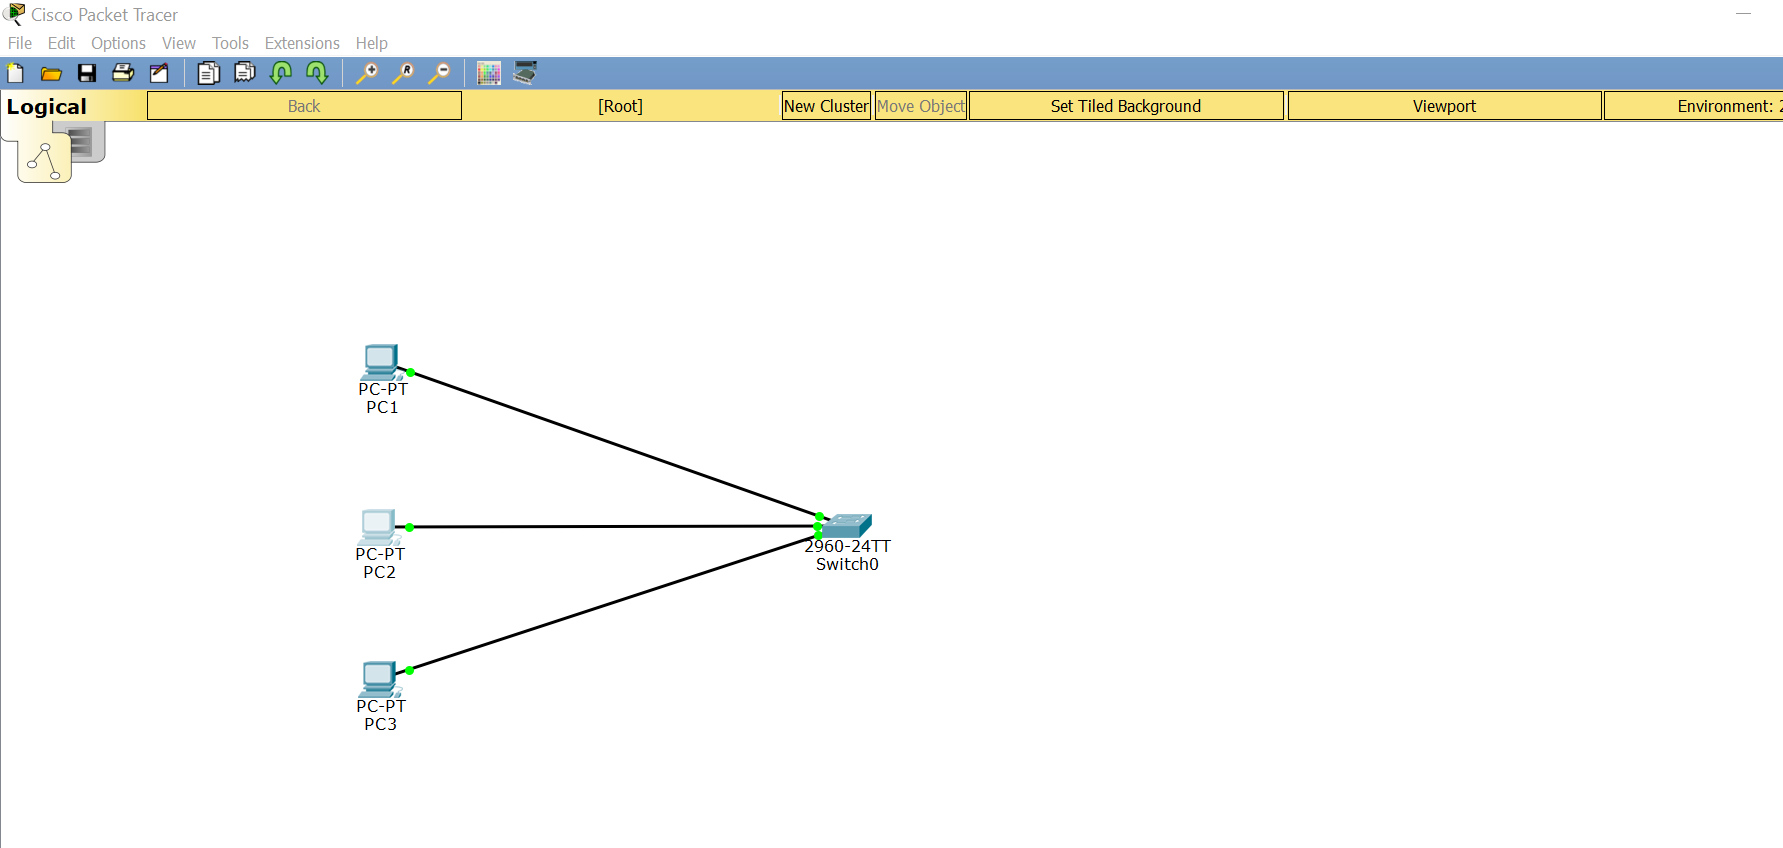 Cisco Packet Tracer
File Edit Options View Tools Extensions Help
Logical Back [Root] New Cluster Move Object Set Tiled Background Viewport Environment: 2
PC-PT
PC1
PC-PT
PC2
2960-24TT
Switch0
PC-PT
PC3